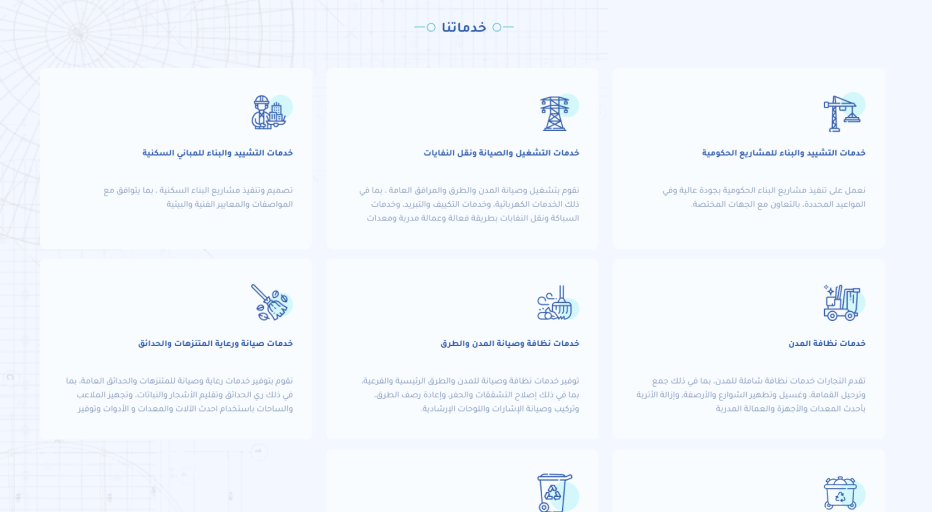 خدماتنا
خدمات التشييد والبناء للمشاريع الحكومية
نعمل على تنفيذ مشاريع البناء الحكومية بجودة عالية وفي
المواعيد المحددة، بالتعاون مع الجهات المختصة.
خدمات التشغيل والصيانة ونقل النفايات
نقوم بتشغيل وصيانة المدن والطرق والمرافق العامة ، بما في
ذلك الخدمات الكهربائية، وخدمات التكييف والتبريد، وخدمات
السباكة ونقل النفايات بطريقة فعالة وعمالة مدربة ومعدات
خدمات التشييد والبناء للمباني السكنية
تصميم وتنفيذ مشاريع البناء السكنية ، بما يتوافق مع
المواصفات والمعايير الفنية والبيئية
خدمات نظافة المدن
تقدم التجارات خدمات نظافة شاملة للمدن، بما في ذلك جمع
وترحيل القمامة، وغسيل وتطهير الشوارع والأرصفة، وإزالة الأتربة
بأحدث المعدات والأجهزة والعمالة المدربة
خدمات نظافة وصيانة المدن والطرق
توفير خدمات نظافة وصيانة للمدن والطرق الرئيسية والفرعية،
بما في ذلك إصلاح التشققات والحفر، وإعادة رصف الطرق،
وتركيب وصيانة الإشارات واللوحات الإرشادية.
خدمات صيانة ورعاية المتنزهات والحدائق
نقوم بتوفير خدمات رعاية وصيانة للمتنزهات والحدائق العامة، بما
في ذلك ري الحدائق وتقليم الأشجار والنباتات، وتجهيز الملاعب
والساحات باستخدام احدث الآلات والمعدات و الأدوات وتوفير